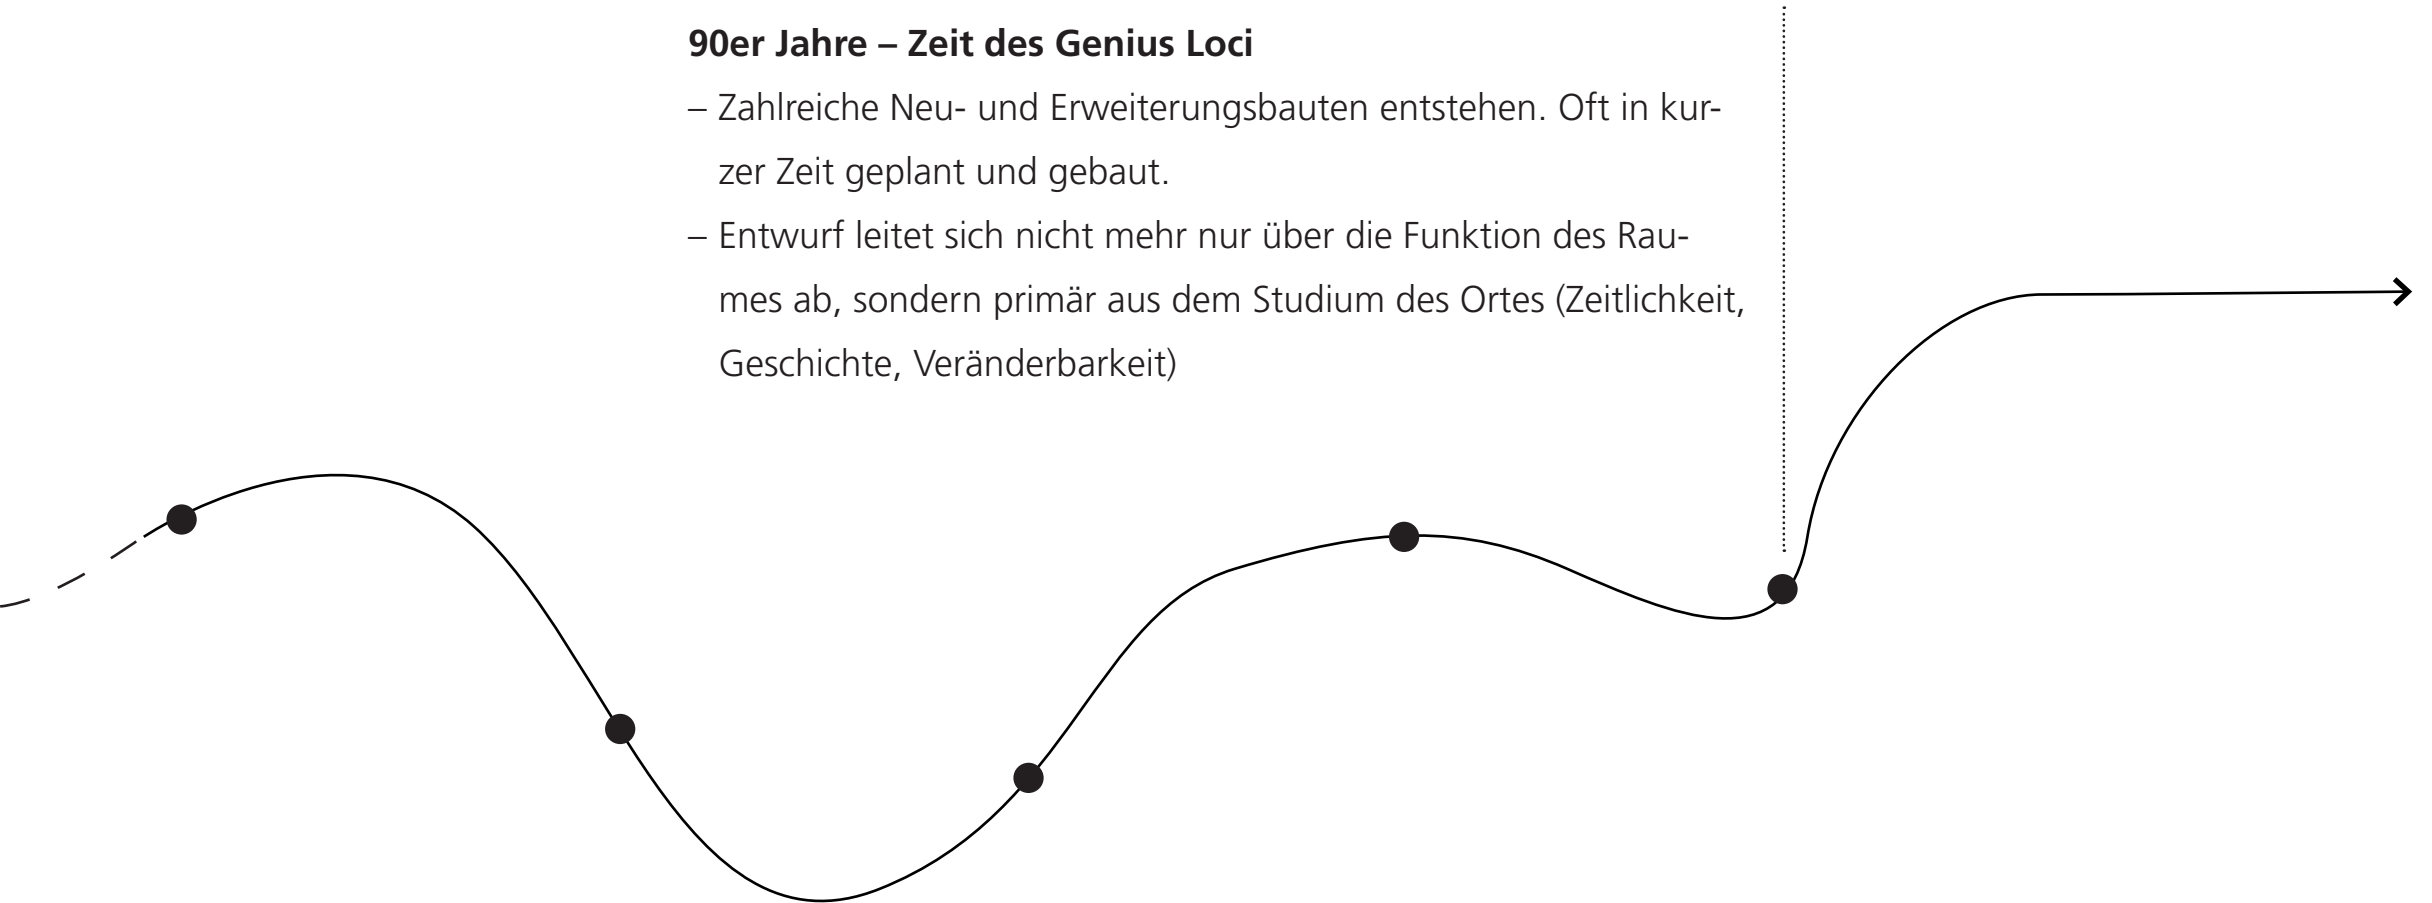 90er Jahre – Zeit des Genius Loci
– Zahlreiche Neu- und Erweiterungsbauten entstehen. Oft in kur-
zer Zeit geplant und gebaut.
– Entwurf leitet sich nicht mehr nur über die Funktion des Rau-
mes ab, sondern primär aus dem Studium des Ortes (Zeitlichkeit,
Geschichte, Veränderbarkeit)